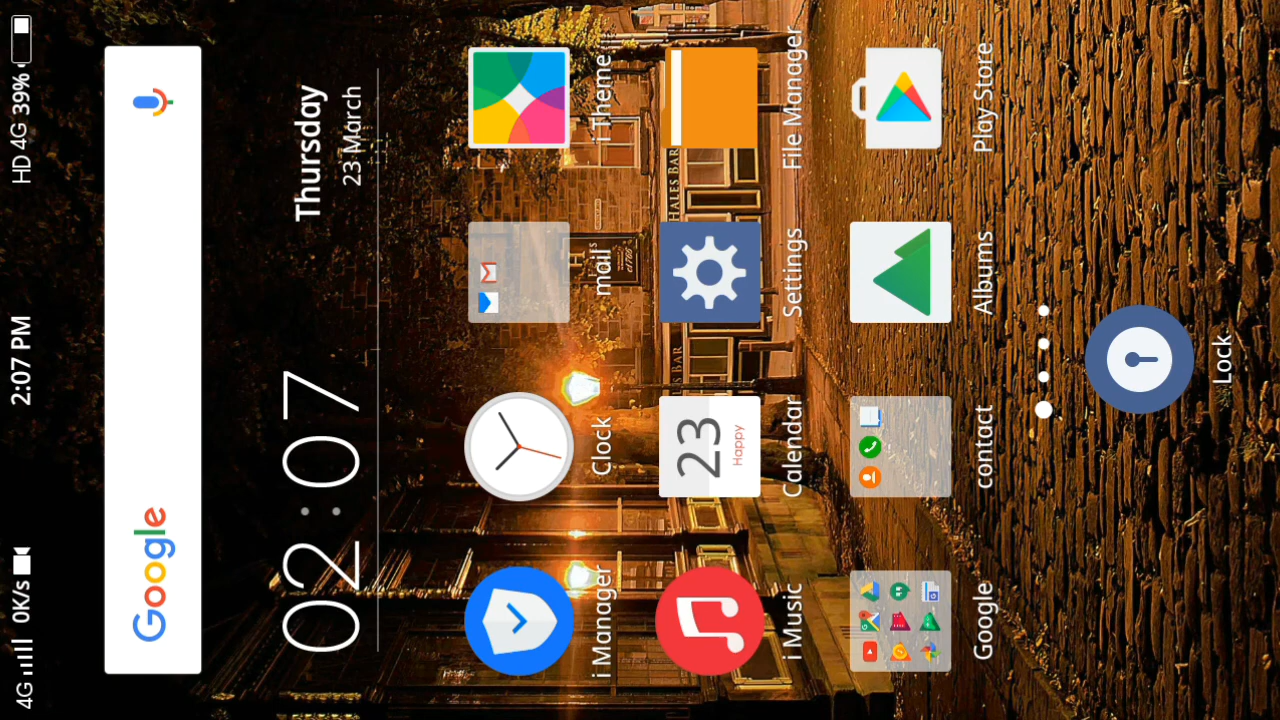 4G 0K/s 2:07 PM HD 4G 39%
Google
02:07
Thursday
23 March
i Manager Clock mail i Theme
23
Happy
i Music Calendar Settings File Manager
Google contact Albums Play Store
Lock